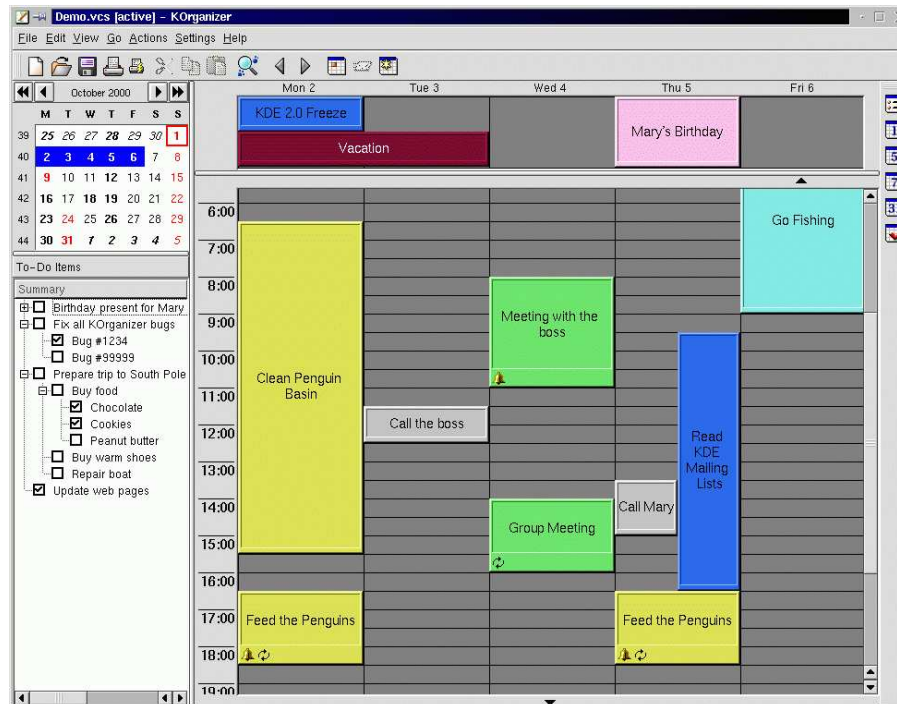 Demo.vcs [active] - KOrganizer
File Edit View Go Actions Settings Help
October 2000
M T W T F S S
39 25 26 27 28 29 30 1
40 2 3 4 5 6 7 8
41 9 10 11 12 13 14 15
42 16 17 18 19 20 21 22
43 23 24 25 26 27 28 29
44 30 31 1 2 3 4 5
To-Do Items
Summary
Birthday present for Mary
Fix all KOrganizer bugs
Bug #1234
Bug #99999
Prepare trip to South Pole
Buy food
Chocolate
Cookies
Peanut butter
Buy warm shoes
Repair boat
Update web pages
Mon 2 Tue 3 Wed 4 Thu 5 Fri 6
KDE 2.0 Freeze
Vacation
Mary's Birthday
6:00
7:00
8:00
9:00
10:00
11:00
12:00
13:00
14:00
15:00
16:00
17:00
18:00
19:00
Clean Penguin
Basin
Feed the Penguins
Call the boss
Meeting with the
boss
Group Meeting
Call Mary
Read
KDE
Mailing
Lists
Feed the Penguins
Go Fishing
1
5
7
31